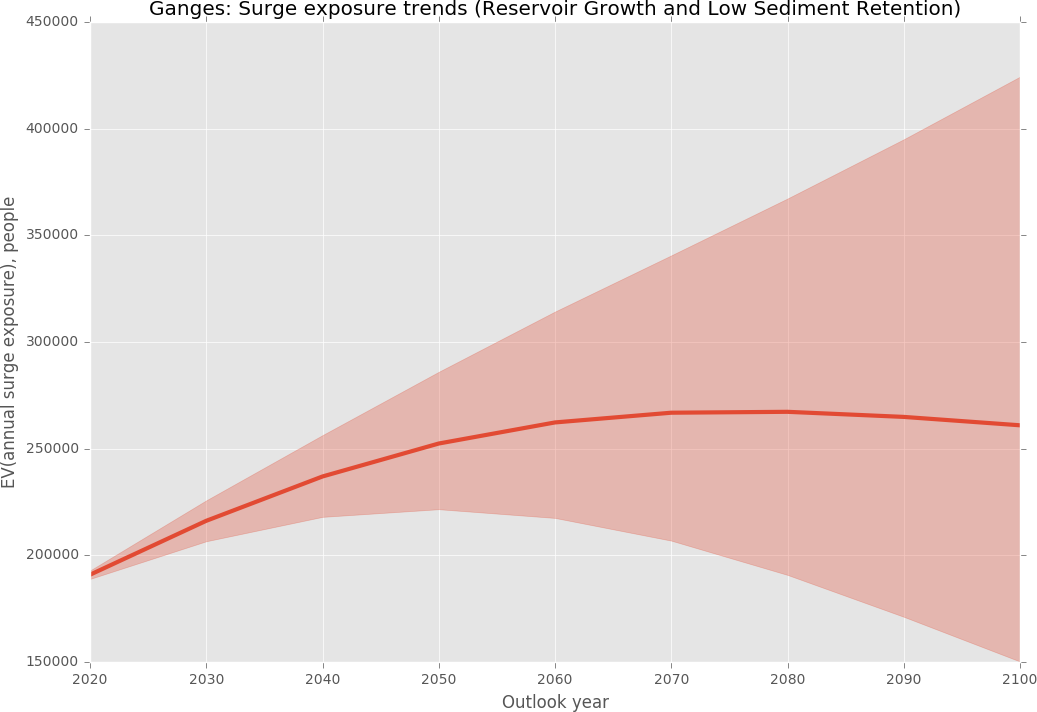 Ganges: Surge exposure trends (Reservoir Growth and Low Sediment Retention)
450000
400000
350000
300000
250000
200000
150000
EV(annual surge exposure), people
2020 2030 2040 2050 2060 2070 2080 2090 2100
Outlook year